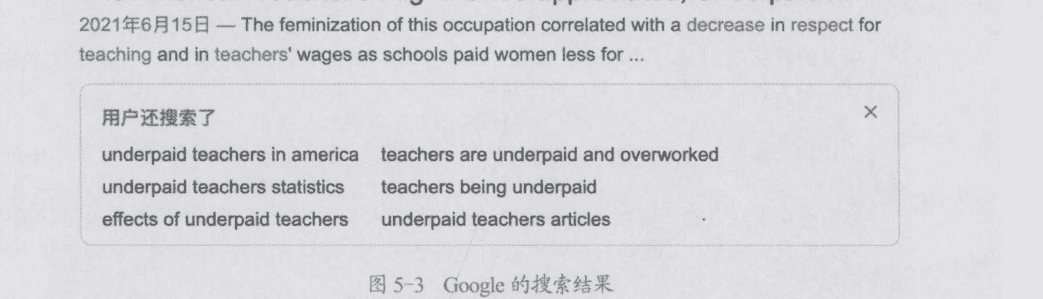 2021年6月15日 — The feminization of this occupation correlated with a decrease in respect for
teaching and in teachers' wages as schools paid women less for ...
用户还搜索了 ×
underpaid teachers in america teachers are underpaid and overworked
underpaid teachers statistics teachers being underpaid
effects of underpaid teachers underpaid teachers articles
图 5-3 Google 的搜索结果